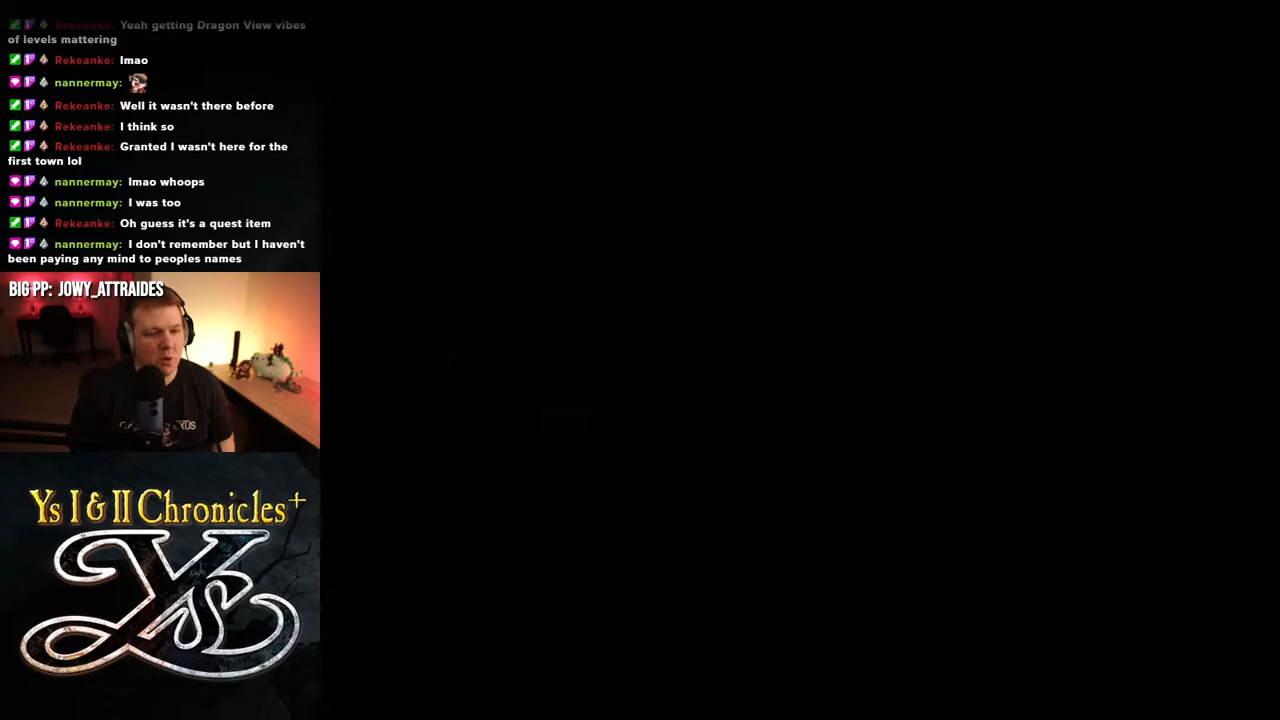 Rekeanke: Yeah getting Dragon View vibes
of levels mattering
Rekeanke: lmao
nannermay:
Rekeanke: Well it wasn't there before
Rekeanke: I think so
Rekeanke: Granted I wasn't here for the
first town lol
nannermay: lmao whoops
nannermay: I was too
Rekeanke: Oh guess it's a quest item
nannermay: I don't remember but I haven't
been paying any mind to peoples names
BIG PP: JOWY_ATTRAIDES
Ys I & II Chronicles+
Ys